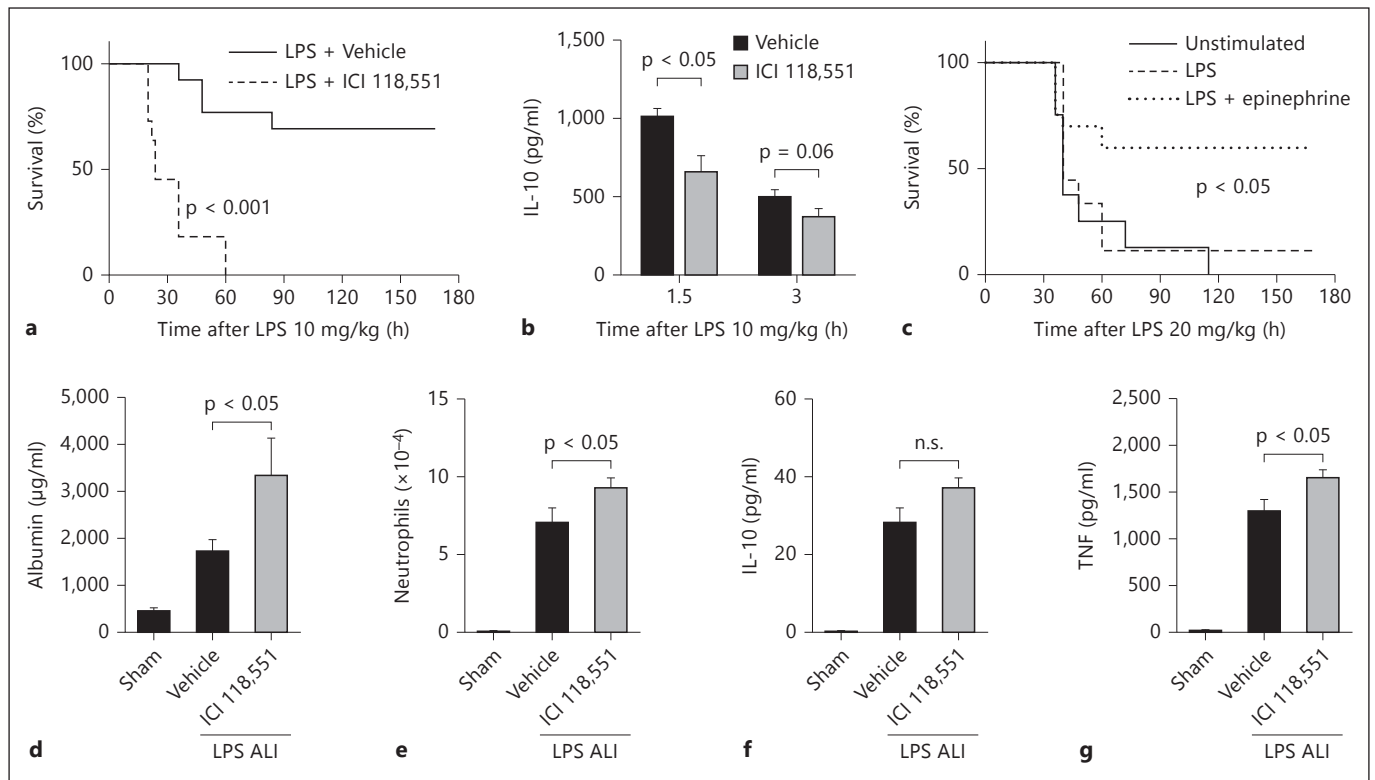 LPS + Vehicle
LPS + ICI 118,551
100
50
0
Survival (%)
p < 0.001
0 30 60 90 120 150 180
a Time after LPS 10 mg/kg (h)
1,500
1,000
500
0
IL-10 (pg/ml)
Vehicle
ICI 118,551
p < 0.05
p = 0.06
1.5 3
b Time after LPS 10 mg/kg (h)
Unstimulated
LPS
LPS + epinephrine
100
50
0
Survival (%)
p < 0.05
0 30 60 90 120 150 180
c Time after LPS 20 mg/kg (h)
5,000
4,000
3,000
2,000
1,000
0
Albumin (µg/ml)
p < 0.05
Sham
Vehicle
ICI 118,551
d LPS ALI
15
10
5
0
Neutrophils (×10–4)
p < 0.05
Sham
Vehicle
ICI 118,551
e LPS ALI
60
40
20
0
IL-10 (pg/ml)
n.s.
Sham
Vehicle
ICI 118,551
f LPS ALI
2,500
2,000
1,500
1,000
500
0
TNF (pg/ml)
p < 0.05
Sham
Vehicle
ICI 118,551
g LPS ALI